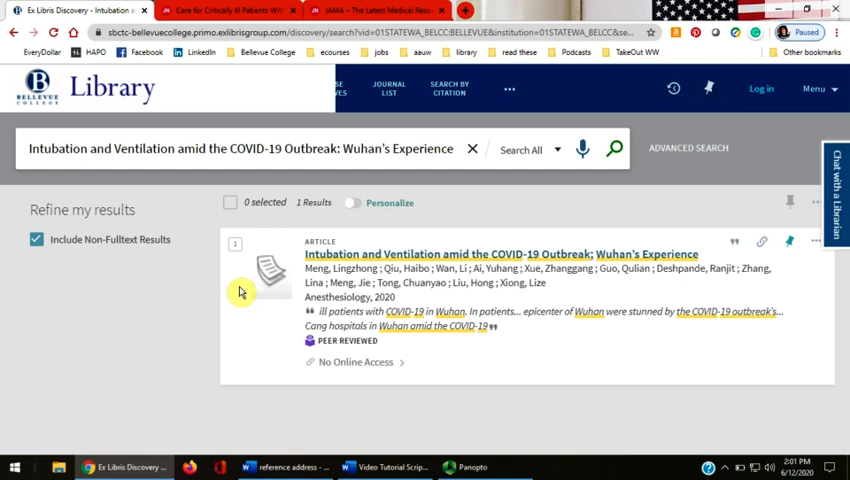 Ex Libris Discovery - Intubation an
Care for Critically Ill Patients With
JAMA – The Latest Medical Resea
sbctc-bellevuecollege.primo.exlibrisgroup.com/discovery/search?vid=01STATEWA_BELCC:BELLEVUE&institution=01STATEWA_BELCC&se...
Paused
EveryDollar
HAPO
Facebook
LinkedIn
Bellevue College
ecourses
jobs
aauw
library
read these
Podcasts
TakeOut WW
Other bookmarks
BELLEVUE
COLLEGE
Library
JOURNAL
LIST
SEARCH BY
CITATION
Log in
Menu
Intubation and Ventilation amid the COVID-19 Outbreak: Wuhan's Experience
Search All
ADVANCED SEARCH
Chat with a Librarian
Refine my results
Include Non-Fulltext Results
0 selected
1 Results
Personalize
1
ARTICLE
Intubation and Ventilation amid the COVID-19 Outbreak; Wuhan's Experience
Meng, Lingzhong ; Qiu, Haibo ; Wan, Li ; Ai, Yuhang ; Xue, Zhanggang ; Guo, Qulian ; Deshpande, Ranjit ; Zhang,
Lina ; Meng, Jie ; Tong, Chuanyao ; Liu, Hong ; Xiong, Lize
Anesthesiology, 2020
" ill patients with COVID-19 in Wuhan. In patients... epicenter of Wuhan were stunned by the COVID-19 outbreak's...
Cang hospitals in Wuhan amid the COVID-19 "
PEER REVIEWED
No Online Access
Ex Libris Discovery ...
reference address - ...
Video Tutorial Scrip...
Panopto
2:01 PM
6/12/2020